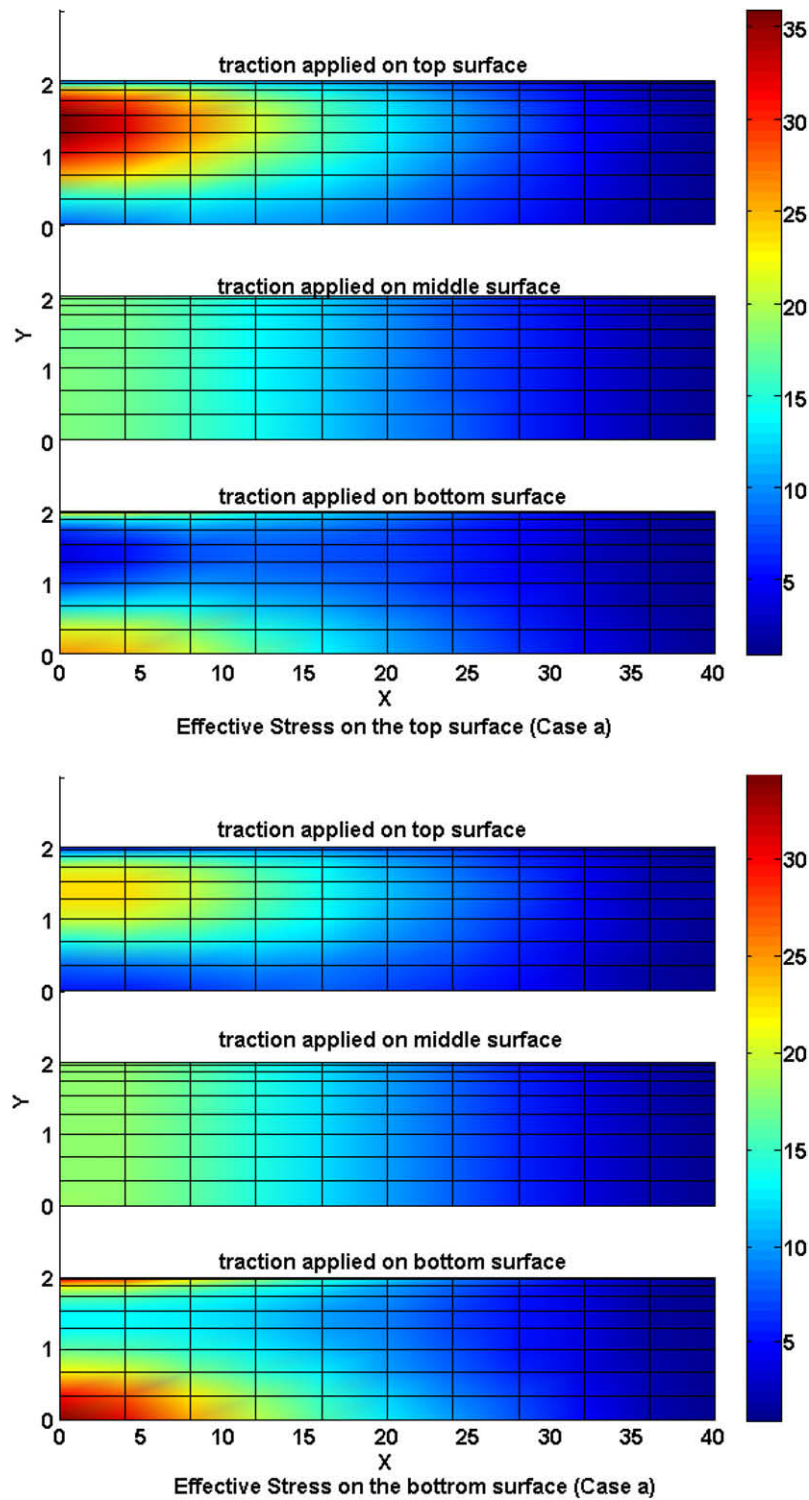 35
traction applied on top surface
2
30
1
25
0
traction applied on middle surface
2
20
Y
1
15
0
traction applied on bottom surface
2
10
1
5
0
0 5 10 15 20 25 30 35 40
X
Effective Stress on the top surface (Case a)
traction applied on top surface
2
30
1
25
0
traction applied on middle surface
2
20
Y
1
15
0
traction applied on bottom surface
2
10
1
5
0
0 5 10 15 20 25 30 35 40
X
Effective Stress on the bottrom surface (Case a)